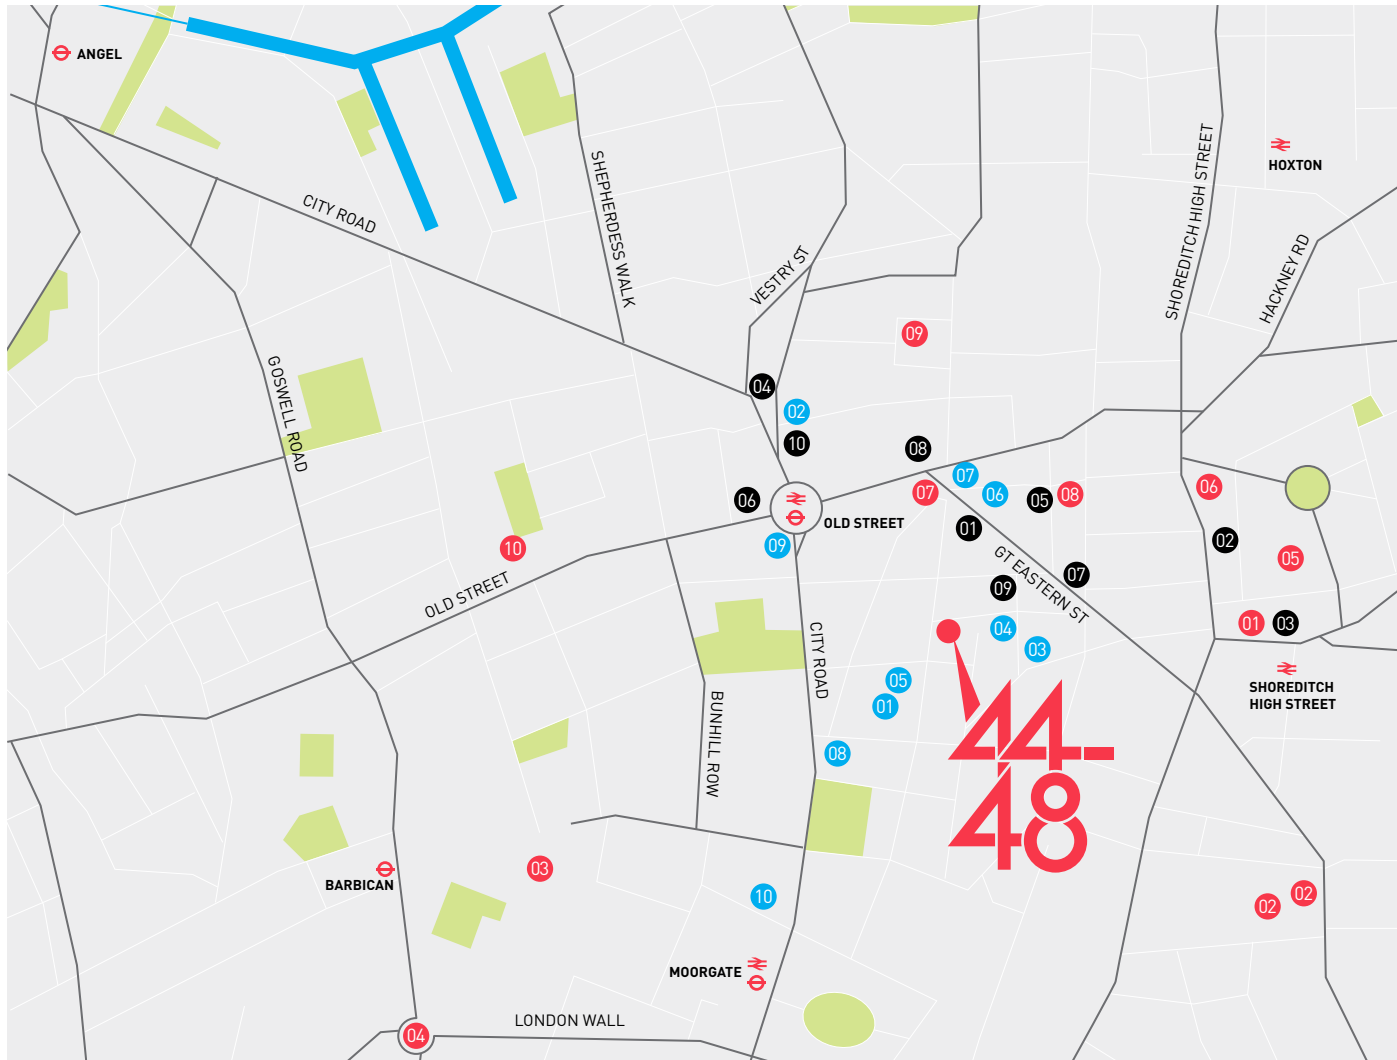 ANGEL
SHOREDITCH HIGH STREET
HOXTON
SHEPHERDESS WALK
CITY ROAD
HACKNEY RD
VESTRY ST
09
GOSWELL ROAD
04
02
10
08
07
06
07
06
05
08
06
OLD STREET
01
02
10
09
GT EASTERN ST
05
07
OLD STREET
09
01
03
04
CITY ROAD
03
SHOREDITCH
HIGH STREET
05
BUNHILL ROW
01
44-
48
08
03
BARBICAN
10
02
02
MOORGATE
LONDON WALL
04